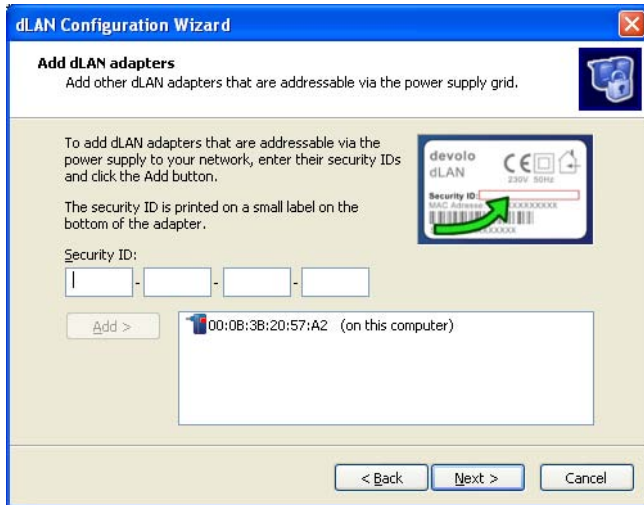 dLAN Configuration Wizard
Add dLAN adapters
Add other dLAN adapters that are addressable via the power supply grid.
To add dLAN adapters that are addressable via the
power supply to your network, enter their security IDs
and click the Add button.
The security ID is printed on a small label on the
bottom of the adapter.
devolo
dLAN
CE
230V 50Hz
Security ID:
MAC Adresse
XXXXXXXXX
Security ID:
- - -
Add >
00:0B:3B:20:57:A2 (on this computer)
< Back
Next >
Cancel